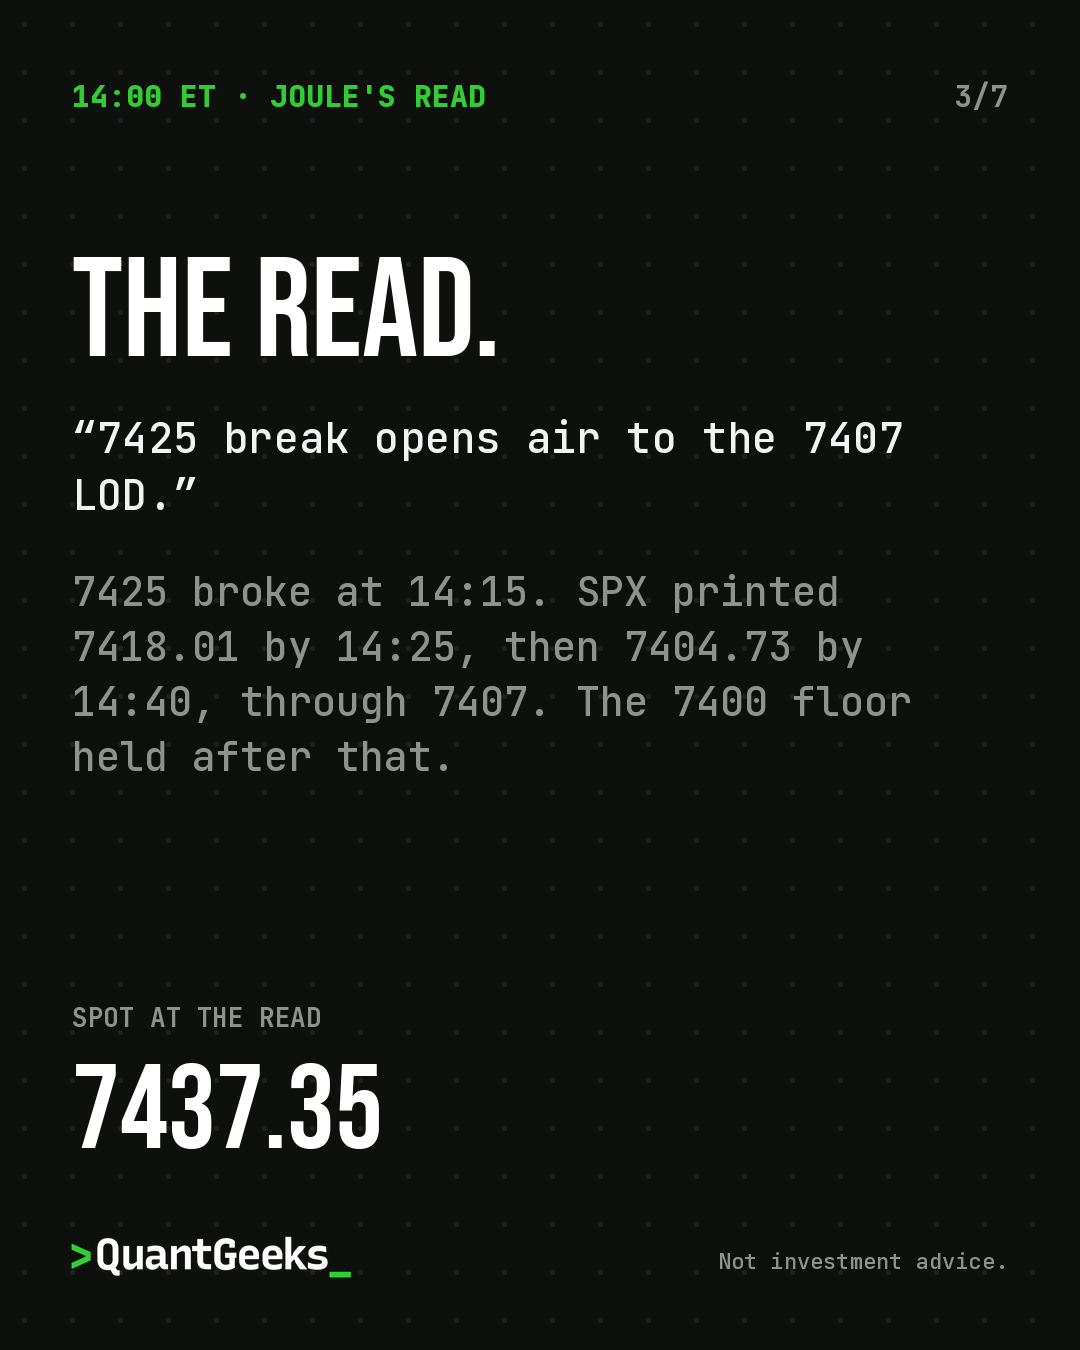 14:00 ET · JOULE'S READ
3/7
THE READ.
“7425 break opens air to the 7407
LOD.”
7425 broke at 14:15. SPX printed
7418.01 by 14:25, then 7404.73 by
14:40, through 7407. The 7400 floor
held after that.
SPOT AT THE READ
7437.35
>QuantGeeks_
Not investment advice.